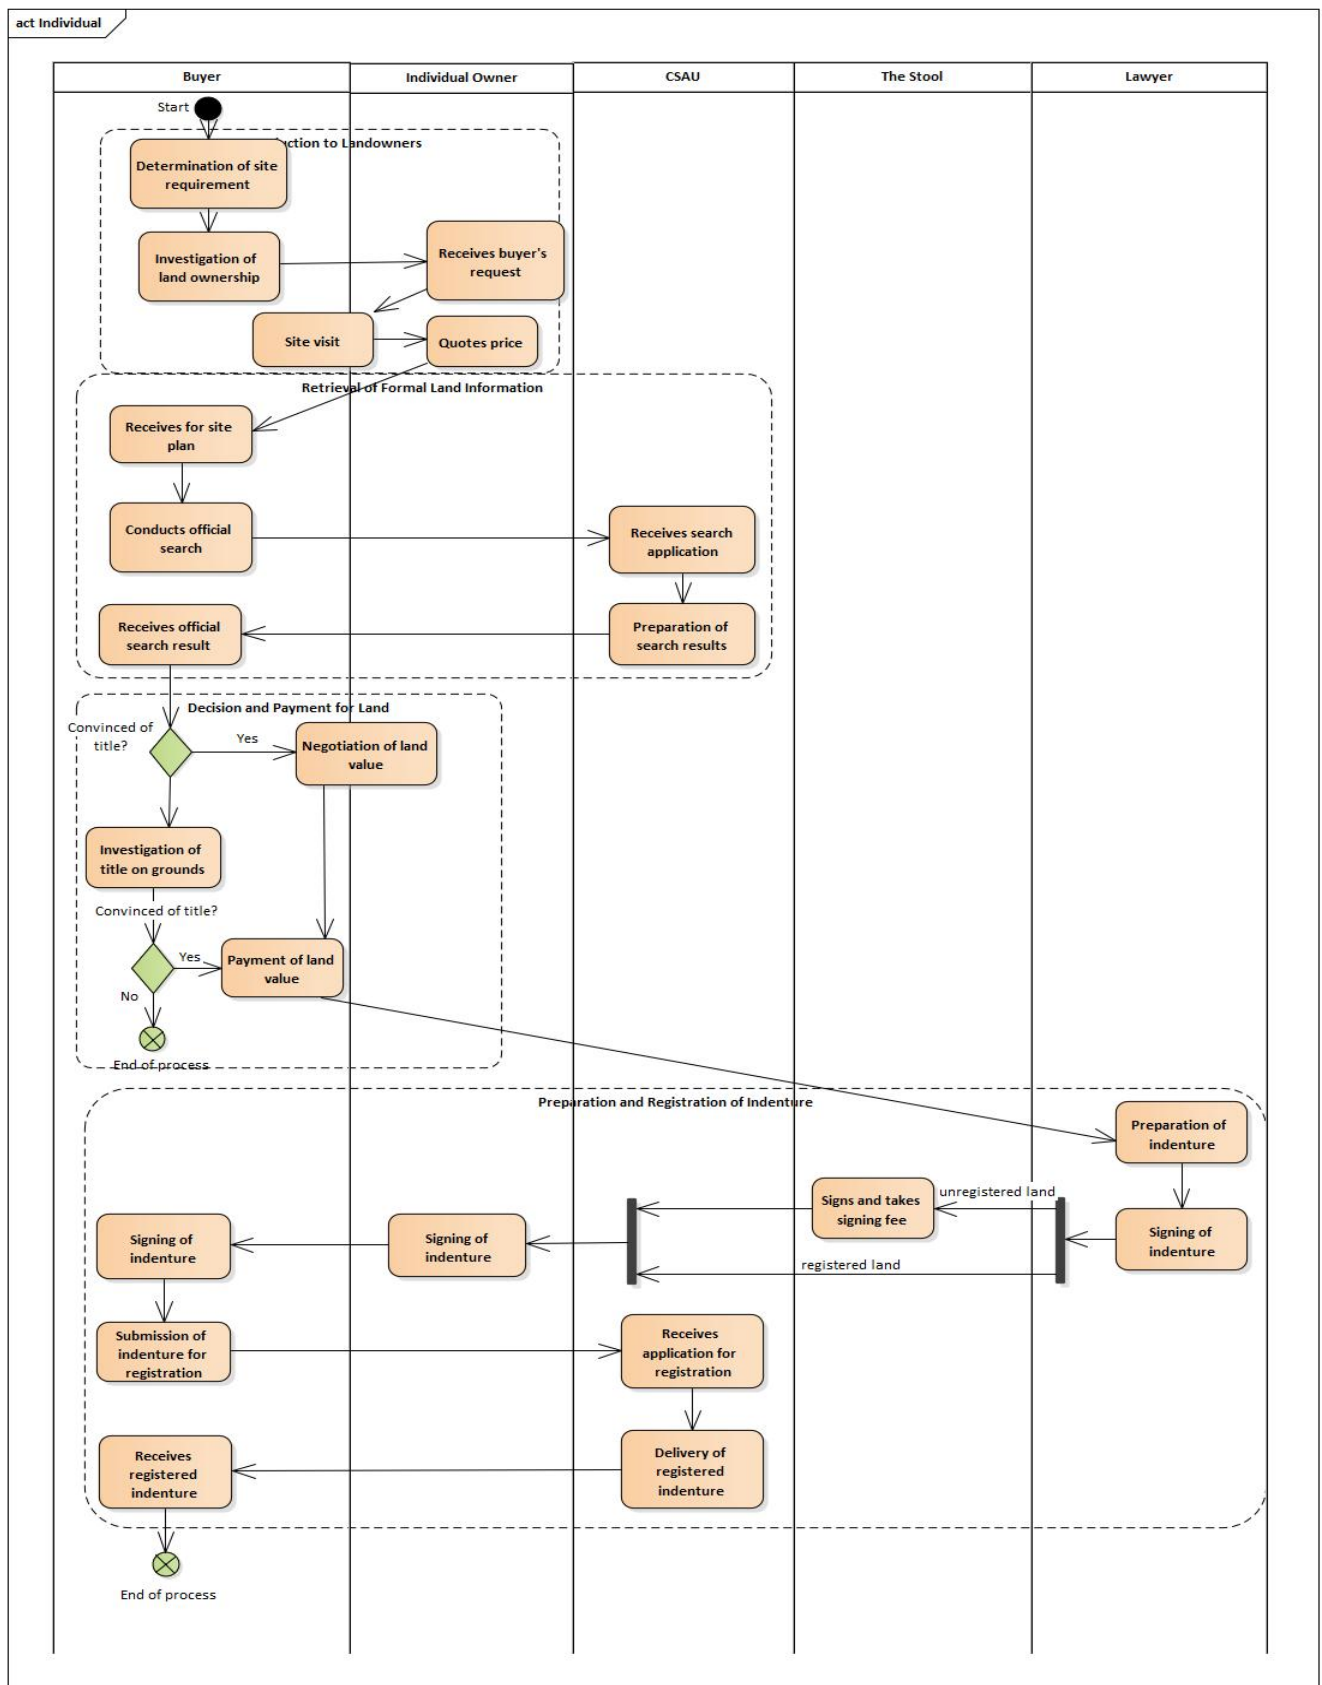 act Individual
Buyer
Individual Owner
CSAU
The Stool
Lawyer
Start
uction to Landowners
Determination of site
requirement
Investigation of
land ownership
Receives buyer's
request
Site visit
Quotes price
Retrieval of Formal Land Information
Receives for site
plan
Conducts official
search
Receives search
application
Receives official
search result
Preparation of
search results
Decision and Payment for Land
Convinced of
title?
Yes
Negotiation of land
value
Investigation of
title on grounds
Convinced of title?
Yes
Payment of land
value
No
End of process
Preparation and Registration of Indenture
Preparation of
indenture
unregistered land
Signs and takes
signing fee
Signing of
indenture
Signing of
indenture
Signing of
indenture
registered land
Submission of
indenture for
registration
Receives
application for
registration
Receives
registered
indenture
Delivery of
registered
indenture
End of process